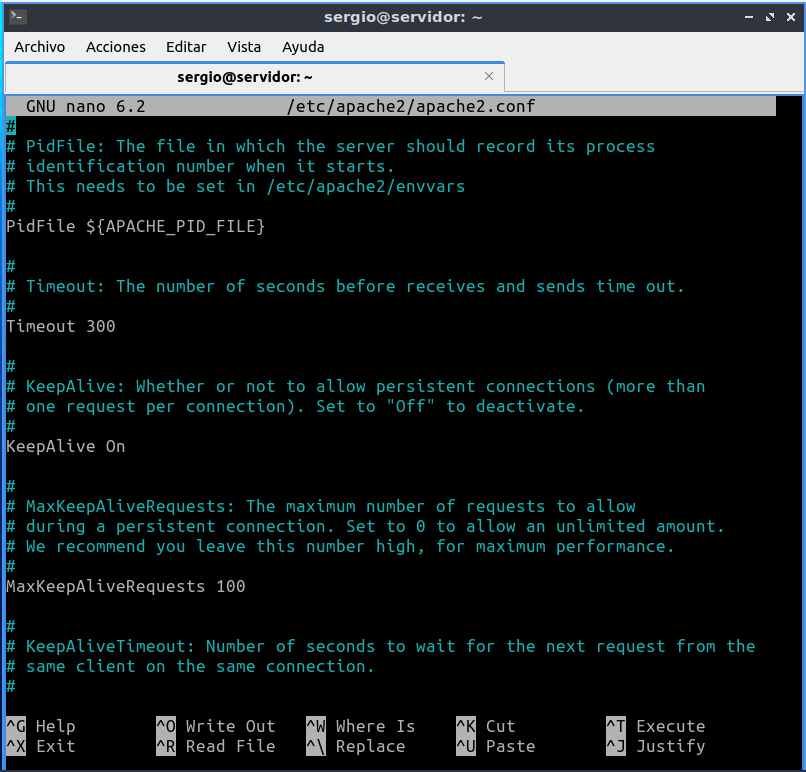 sergio@servidor: ~
Archivo Acciones Editar Vista Ayuda
sergio@servidor: ~ ×
GNU nano 6.2 /etc/apache2/apache2.conf
#
# PidFile: The file in which the server should record its process
# identification number when it starts.
# This needs to be set in /etc/apache2/envvars
#
PidFile ${APACHE_PID_FILE}
#
# Timeout: The number of seconds before receives and sends time out.
#
Timeout 300
#
# KeepAlive: Whether or not to allow persistent connections (more than
# one request per connection). Set to "Off" to deactivate.
#
KeepAlive On
#
# MaxKeepAliveRequests: The maximum number of requests to allow
# during a persistent connection. Set to 0 to allow an unlimited amount.
# We recommend you leave this number high, for maximum performance.
#
MaxKeepAliveRequests 100
#
# KeepAliveTimeout: Number of seconds to wait for the next request from the
# same client on the same connection.
#
^G Help ^O Write Out ^W Where Is ^K Cut ^T Execute
^X Exit ^R Read File ^\ Replace ^U Paste ^J Justify